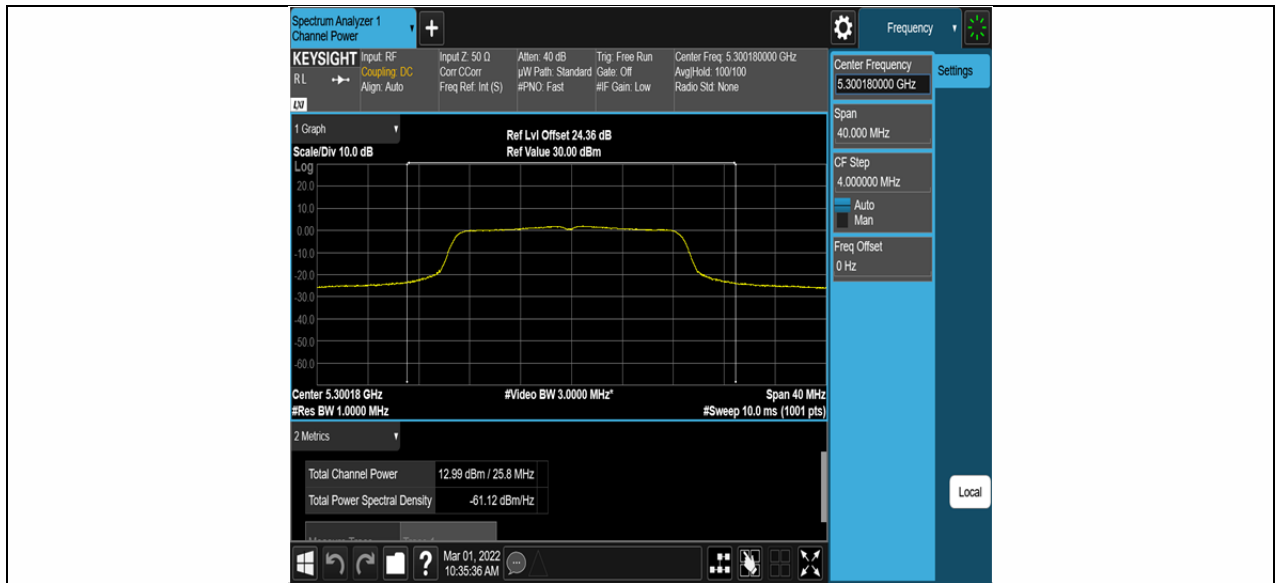 Spectrum Analyzer 1
Channel Power
+
Frequency
KEYSIGHT
RL
LXI
Input: RF
Coupling: DC
Align: Auto
Input Z: 50 Ω
Corr CCorr
Freq Ref: Int (S)
Atten: 40 dB
µW Path: Standard
#PNO: Fast
Trig: Free Run
Gate: Off
#IF Gain: Low
Center Freq: 5.300180000 GHz
Avg|Hold: 100/100
Radio Std: None
Center Frequency
5.300180000 GHz
Settings
Span
40.000 MHz
CF Step
4.000000 MHz
Auto
Man
Freq Offset
0 Hz
Local
1 Graph
Scale/Div 10.0 dB
Ref Lvl Offset 24.36 dB
Ref Value 30.00 dBm
Log
20.0
10.0
0.00
-10.0
-20.0
-30.0
-40.0
-50.0
-60.0
Center 5.30018 GHz
#Video BW 3.0000 MHz*
Span 40 MHz
#Res BW 1.0000 MHz
#Sweep 10.0 ms (1001 pts)
2 Metrics
Total Channel Power 12.99 dBm / 25.8 MHz
Total Power Spectral Density -61.12 dBm/Hz
?
Mar 01, 2022
10:35:36 AM